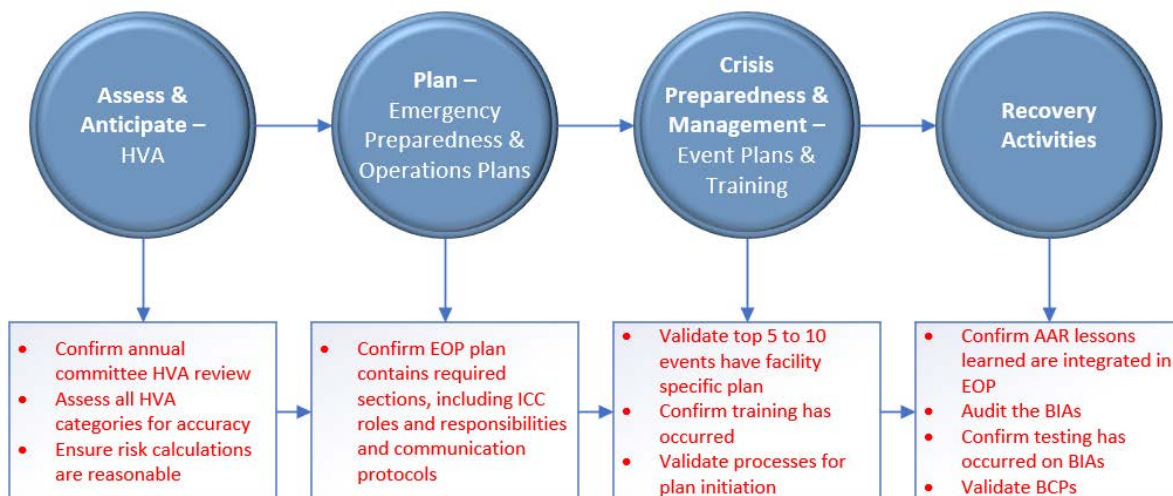 Assess &
Anticipate –
HVA
Plan –
Emergency
Preparedness &
Operations Plans
Crisis
Preparedness &
Management –
Event Plans &
Training
Recovery
Activities
• Confirm annual
committee HVA review
• Assess all HVA
categories for accuracy
• Ensure risk calculations
are reasonable
• Confirm EOP plan
contains required
sections, including ICC
roles and responsibilities
and communication
protocols
• Validate top 5 to 10
events have facility
specific plan
• Confirm training has
occurred
• Validate processes for
plan initiation
• Confirm AAR lessons
learned are integrated in
EOP
• Audit the BIAs
• Confirm testing has
occurred on BIAs
• Validate BCPs